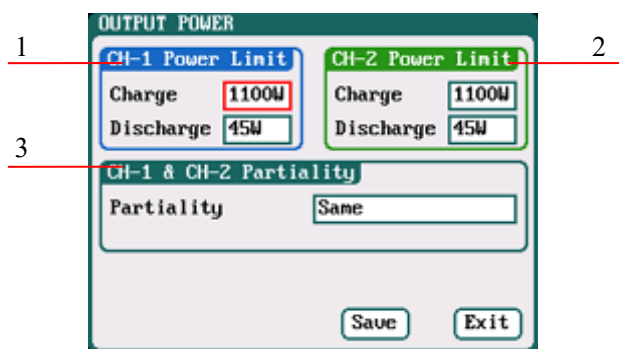 OUTPUT POWER
1
2
CH-1 Power Limit
CH-2 Power Limit
Charge 1100W
Charge 1100W
Discharge 45W
Discharge 45W
3
CH-1 & CH-2 Partiality
Partiality Same
Save Exit